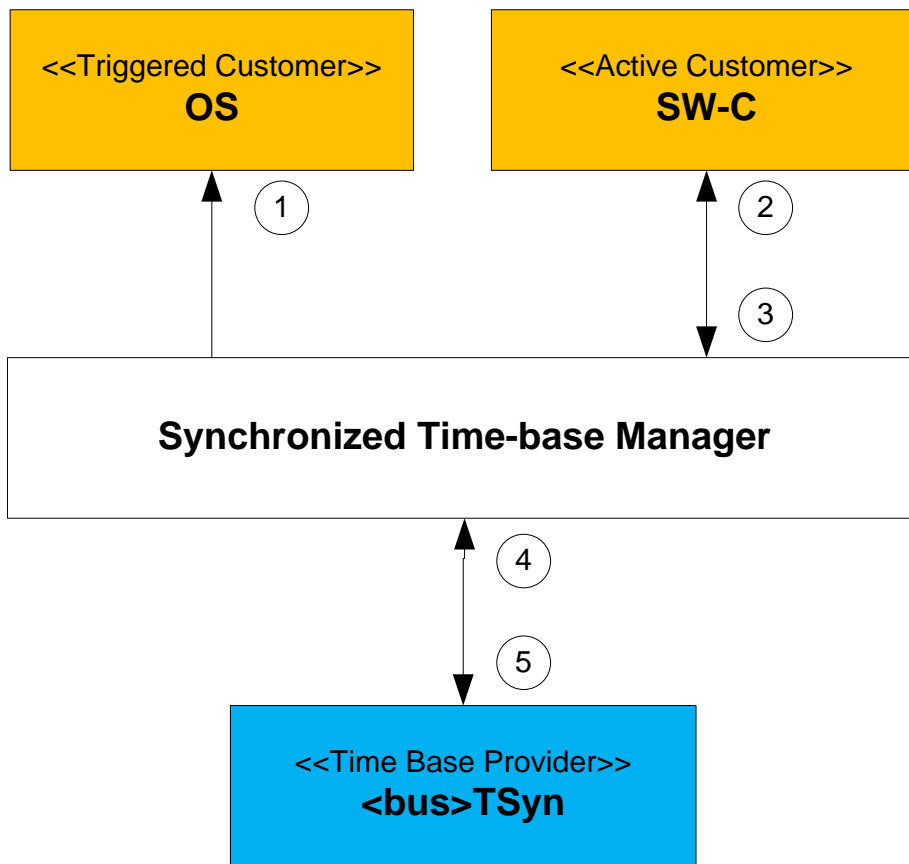 <<Triggered Customer>>
OS
<<Active Customer>>
SW-C
1
2
3
Synchronized Time-base Manager
4
5
<<Time Base Provider>>
<bus>TSyn